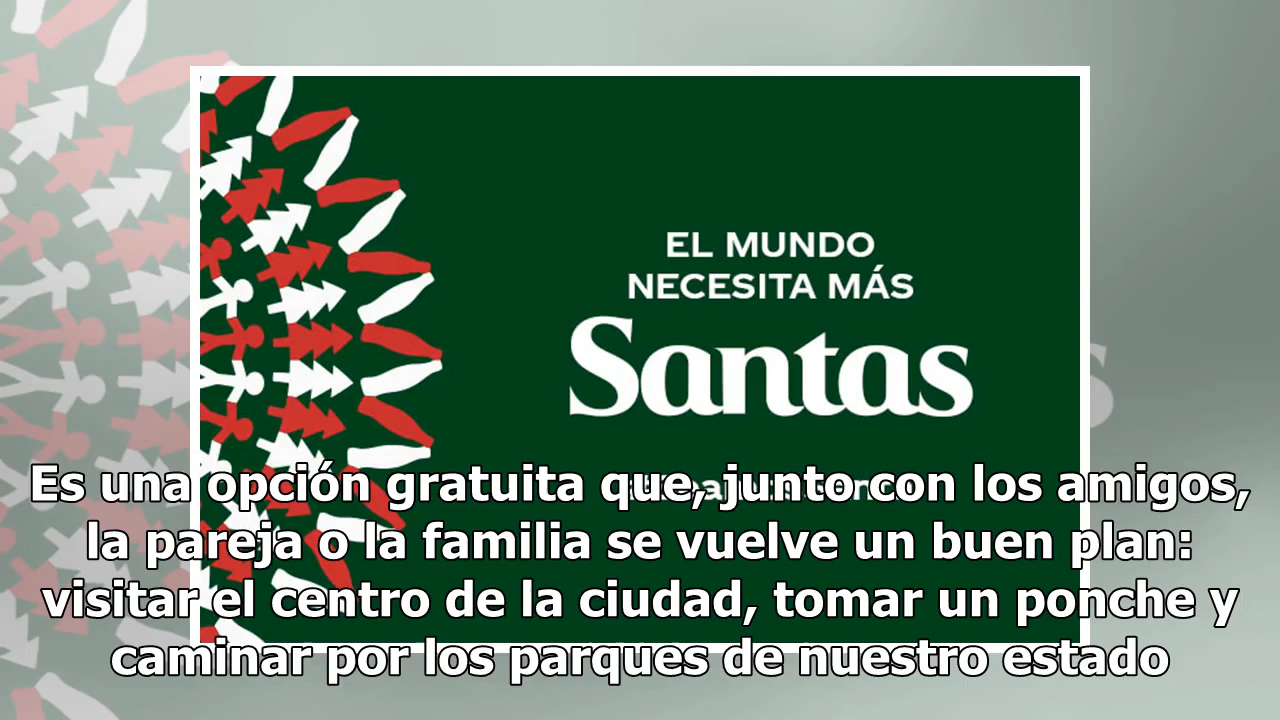 EL MUNDO
NECESITA MÁS
Santas
Es una opción gratuita que, junto con los amigos,
la pareja o la familia se vuelve un buen plan:
visitar el centro de la ciudad, tomar un ponche y
caminar por los parques de nuestro estado